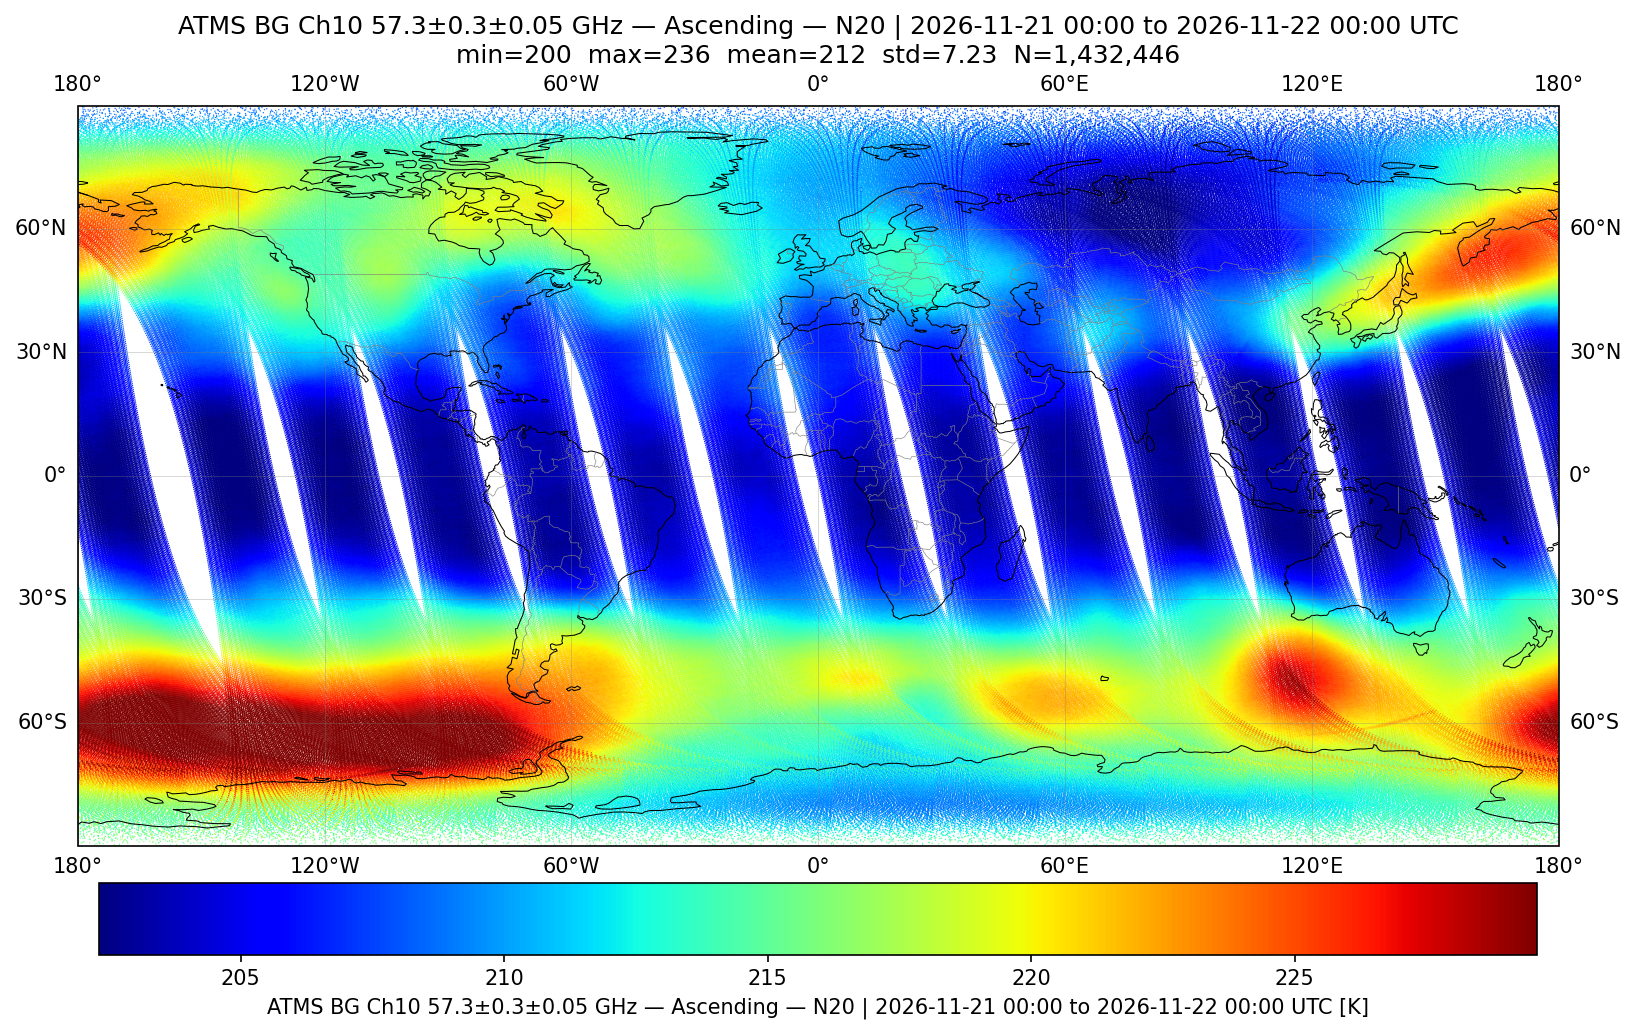 ATMS BG Ch10 57.3±0.3±0.05 GHz — Ascending — N20 | 2026-11-21 00:00 to 2026-11-22 00:00 UTC
min=200 max=236 mean=212 std=7.23 N=1,432,446
180° 120°W 60°W 0° 60°E 120°E 180°
60°N 60°N
30°N 30°N
0° 0°
30°S 30°S
60°S 60°S
180° 120°W 60°W 0° 60°E 120°E 180°
205 210 215 220 225
ATMS BG Ch10 57.3±0.3±0.05 GHz — Ascending — N20 | 2026-11-21 00:00 to 2026-11-22 00:00 UTC [K]